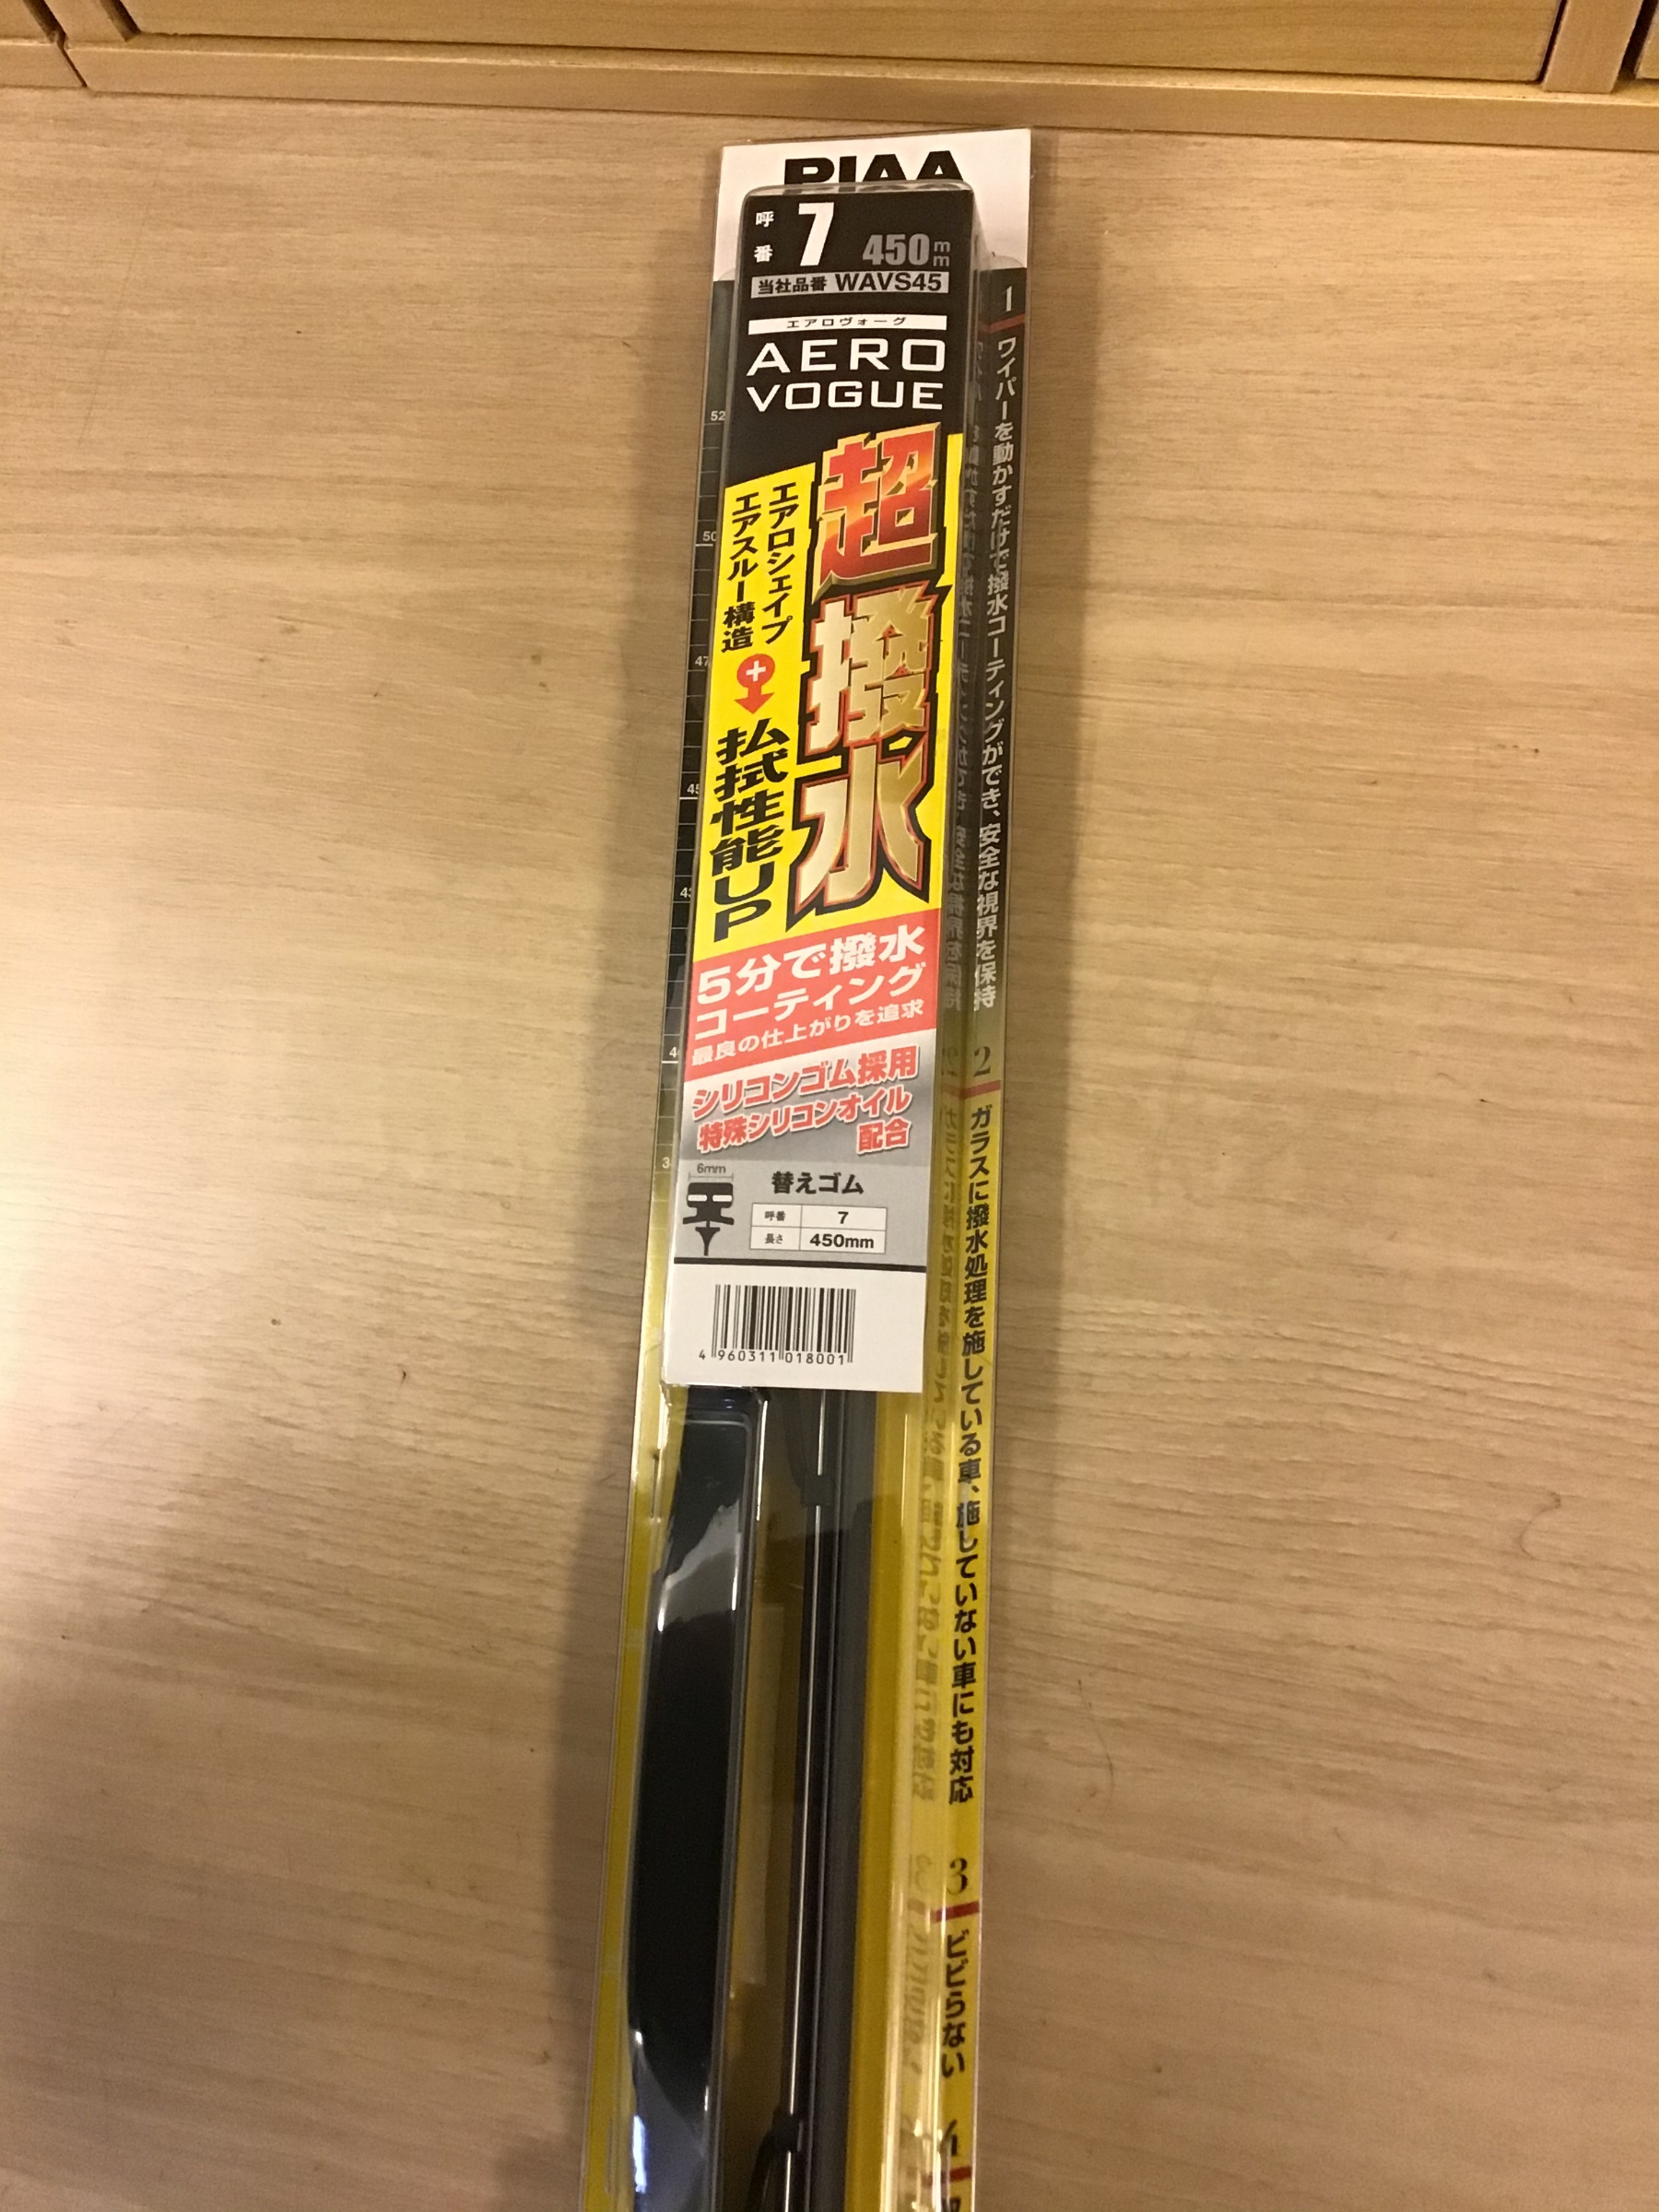 PIAA
呼番 7 450mm
当社品番 WAVS45
エアロヴォーグ
AERO
VOGUE
超撥水
エアロシェイプ
エアスルー構造
+
払拭性能UP
5分で撥水
コーティング
最良の仕上がりを追求
シリコンゴム採用
特殊シリコンオイル
配合
6mm
替えゴム
呼番 7
長さ 450mm
4 960311 018001
52
50
47
45
43
1
ワイパーを動かすだけで撥水コーティングができ、安全な視界を保持
2
ガラスに撥水処理を施している車、施していない車にも対応
3
ビビらない
4